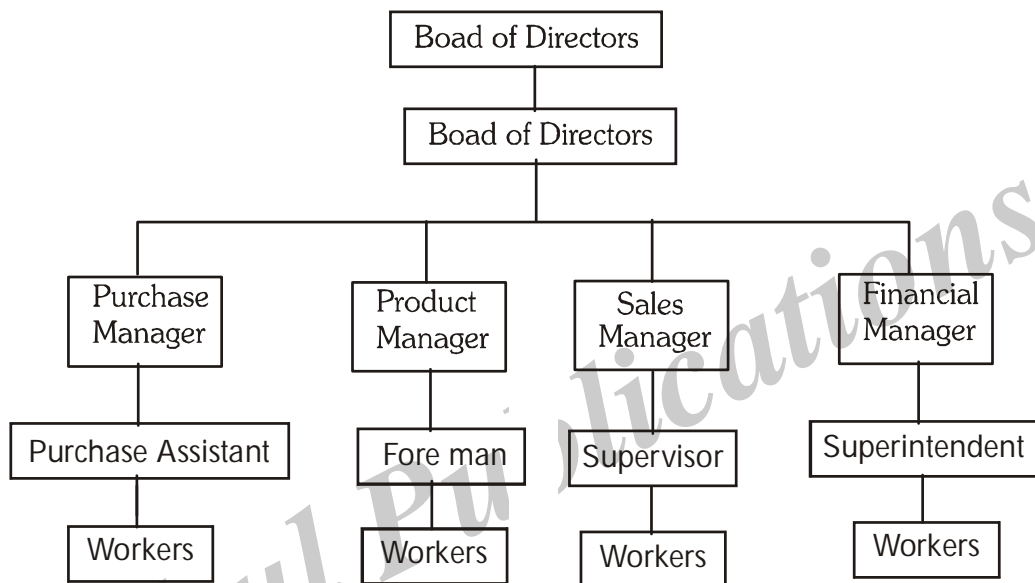 Boad of Directors
Boad of Directors
Purchase
Manager
Product
Manager
Sales
Manager
Financial
Manager
Purchase Assistant
Fore man
Supervisor
Superintendent
Workers
Workers
Workers
Workers
Publications